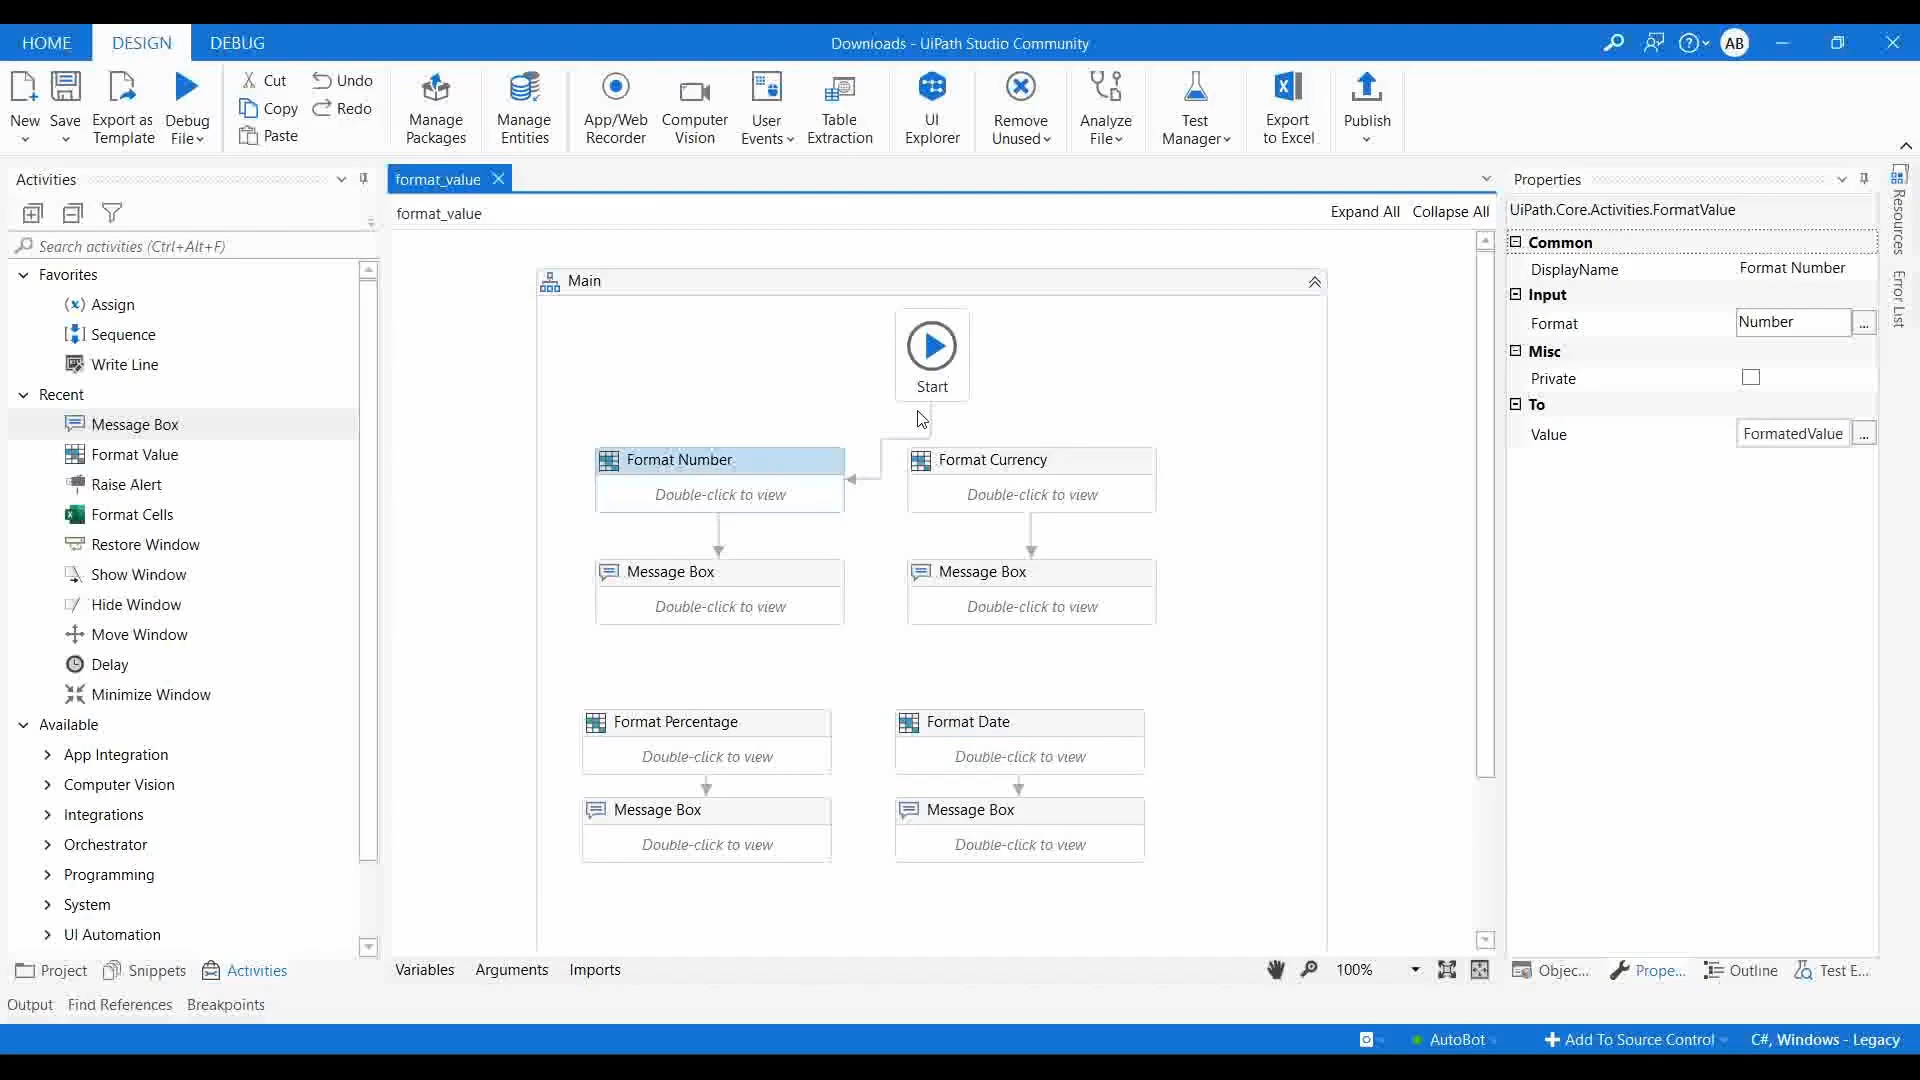 HOME DESIGN DEBUG
Downloads - UiPath Studio Community
AB
New
Save
Export as
Template
Debug
File
Cut
Copy
Paste
Undo
Redo
Manage
Packages
Manage
Entities
App/Web
Recorder
Computer
Vision
User
Events
Table
Extraction
UI
Explorer
Remove
Unused
Analyze
File
Test
Manager
Export
to Excel
Publish
Activities
Search activities (Ctrl+Alt+F)
Favorites
Assign
Sequence
Write Line
Recent
Message Box
Format Value
Raise Alert
Format Cells
Restore Window
Show Window
Hide Window
Move Window
Delay
Minimize Window
Available
App Integration
Computer Vision
Integrations
Orchestrator
Programming
System
UI Automation
Project Snippets Activities
format_value
format_value
Expand All Collapse All
Main
Start
Format Number
Double-click to view
Format Currency
Double-click to view
Message Box
Double-click to view
Message Box
Double-click to view
Format Percentage
Double-click to view
Format Date
Double-click to view
Message Box
Double-click to view
Message Box
Double-click to view
Variables Arguments Imports
100%
Properties
UiPath.Core.Activities.FormatValue
Common
DisplayName Format Number
Input
Format Number ...
Misc
Private
To
Value FormatedValue ...
Resources
Error List
Objec... Prope... Outline Test E...
Output Find References Breakpoints
AutoBot
Add To Source Control
C#, Windows - Legacy